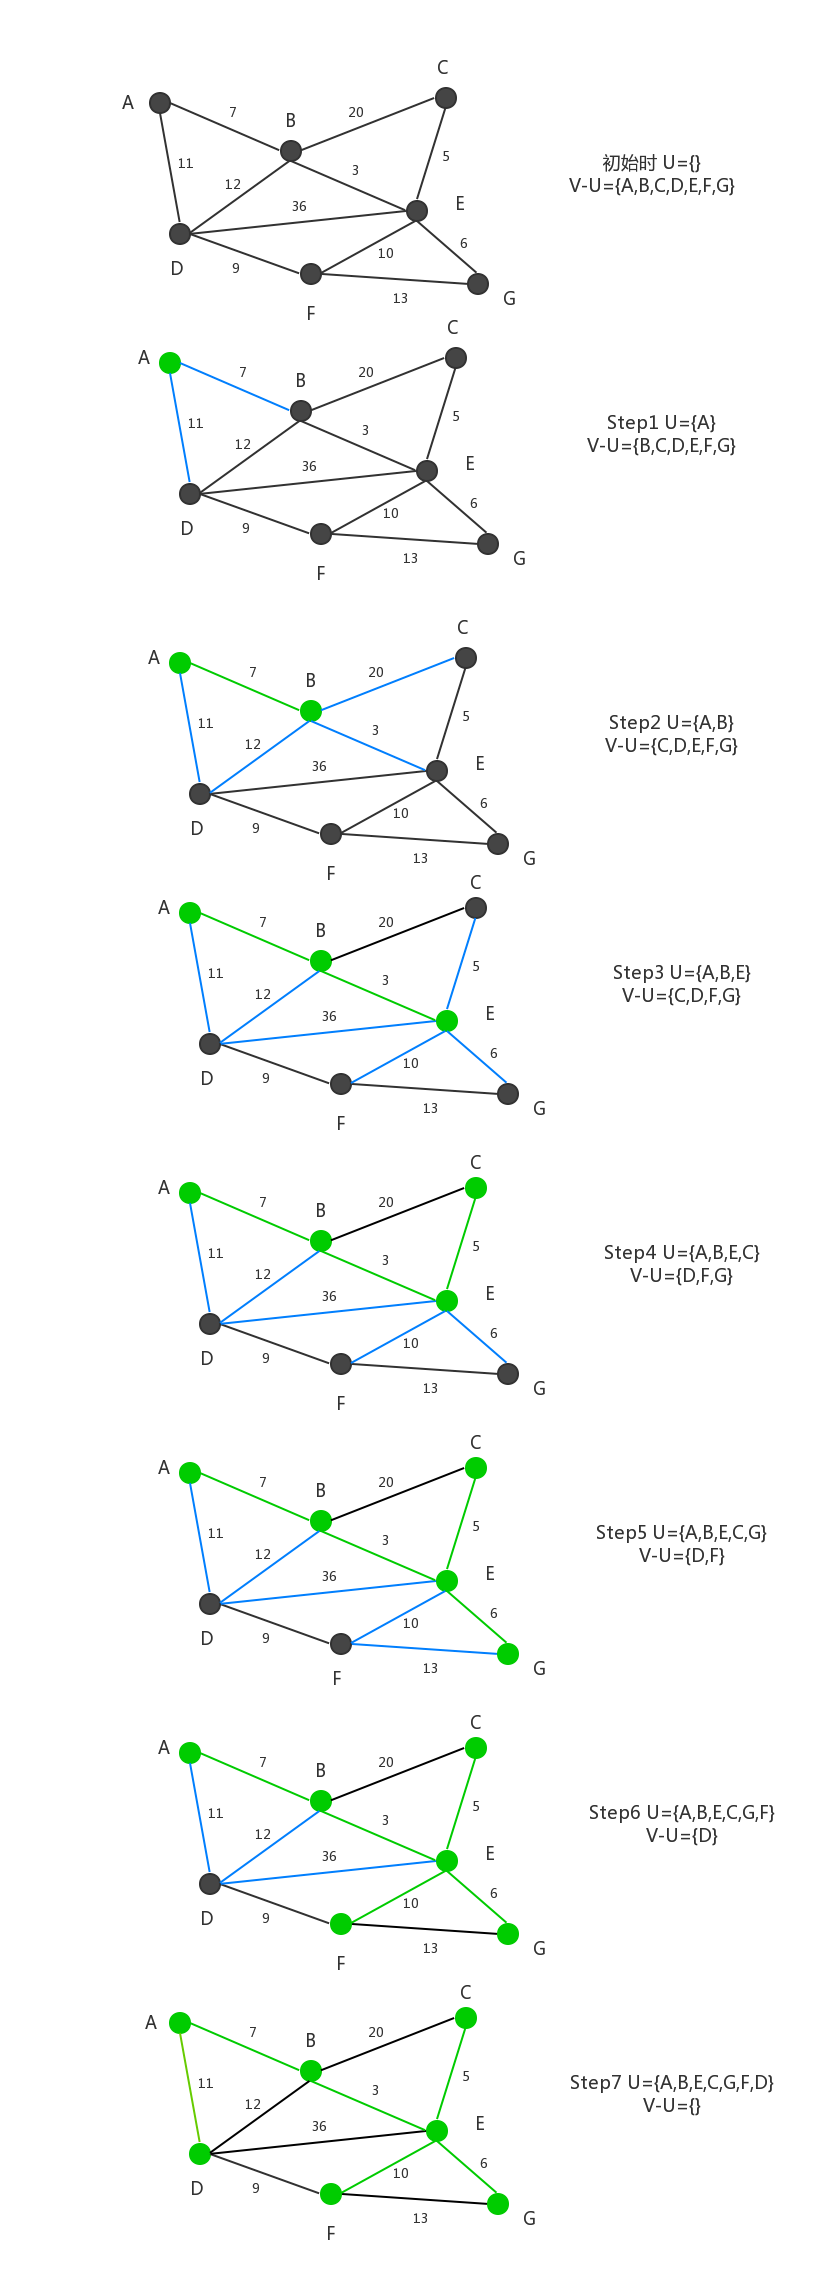 C
A
7
20
B
初始时 U={}
V-U={A,B,C,D,E,F,G}
11
12
3
5
36
E
6
10
D
9
13
F
G
C
A
7
20
B
Step1 U={A}
V-U={B,C,D,E,F,G}
11
12
3
5
36
E
6
10
D
9
13
F
G
C
A
7
20
B
Step2 U={A,B}
V-U={C,D,E,F,G}
11
12
3
5
36
E
6
10
D
9
13
F
G
C
A
7
20
B
Step3 U={A,B,E}
V-U={C,D,F,G}
11
12
3
5
36
E
6
10
D
9
13
F
G
C
A
7
20
B
Step4 U={A,B,E,C}
V-U={D,F,G}
11
12
3
5
36
E
6
10
D
9
13
F
G
C
A
7
20
B
Step5 U={A,B,E,C,G}
V-U={D,F}
11
12
3
5
36
E
6
10
D
9
13
F
G
C
A
7
20
B
Step6 U={A,B,E,C,G,F}
V-U={D}
11
12
3
5
36
E
6
10
D
9
13
F
G
C
A
7
20
B
Step7 U={A,B,E,C,G,F,D}
V-U={}
11
12
3
5
36
E
6
10
D
9
13
F
G